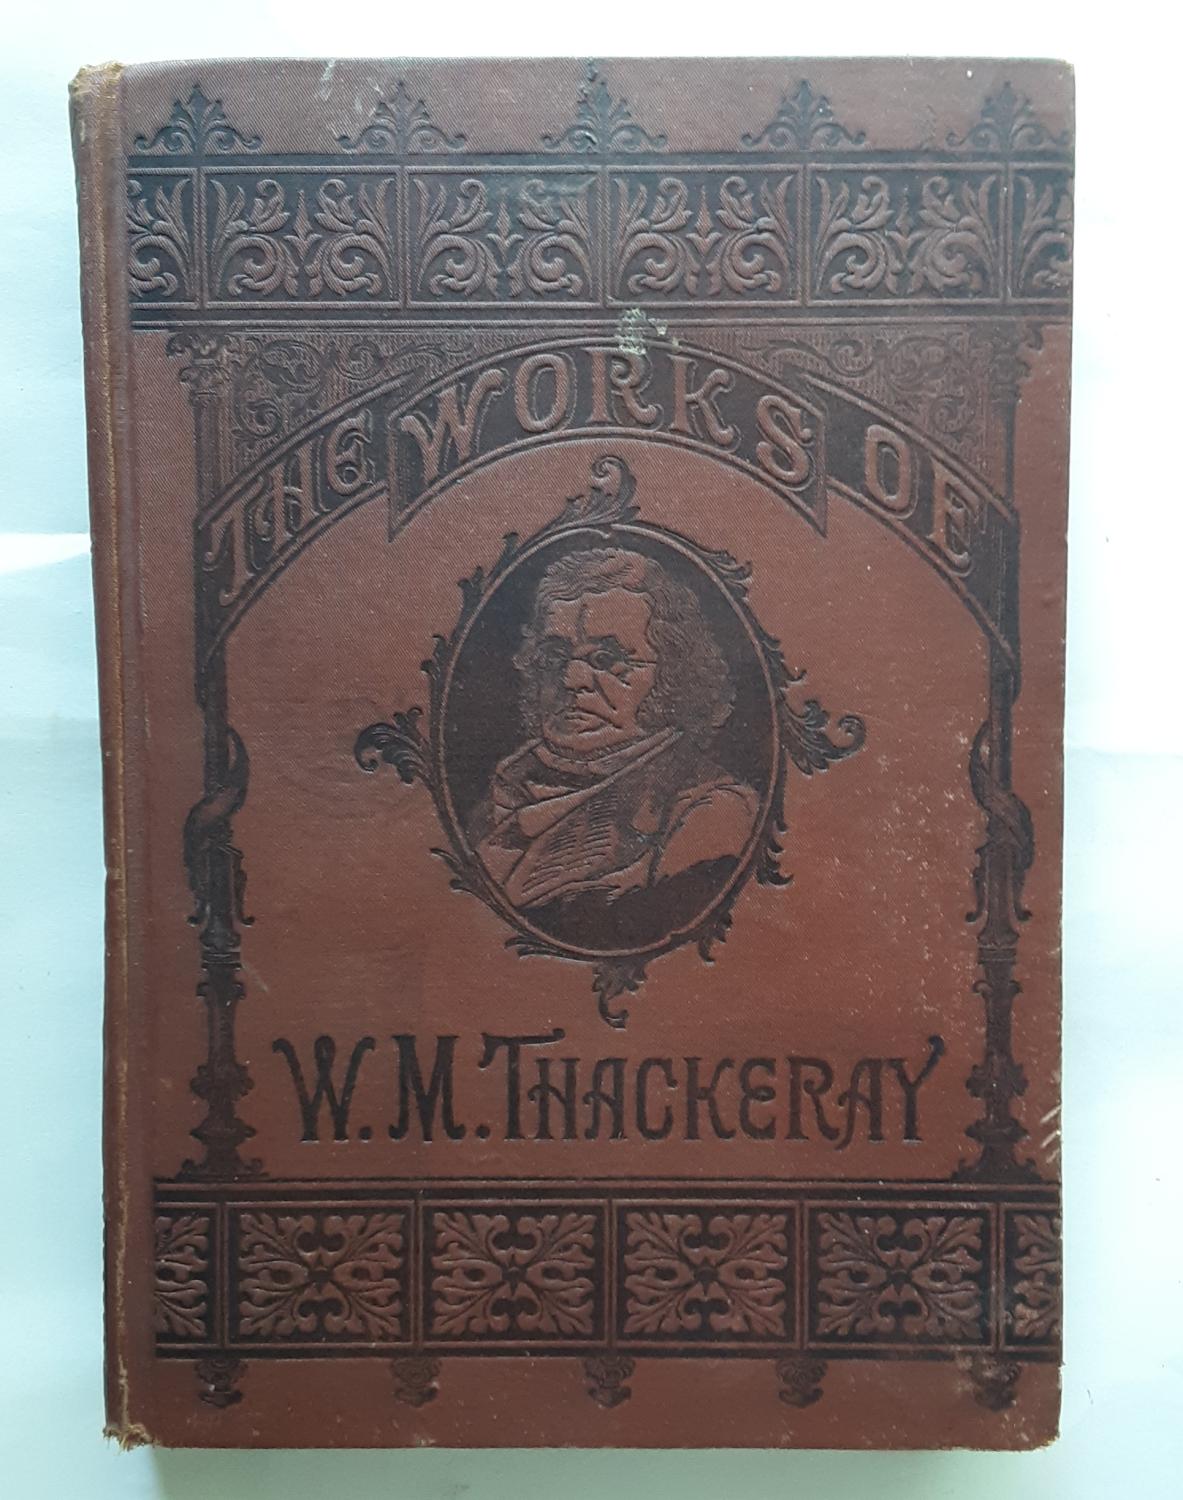 THE WORKS OF
W. M. THACKERAY